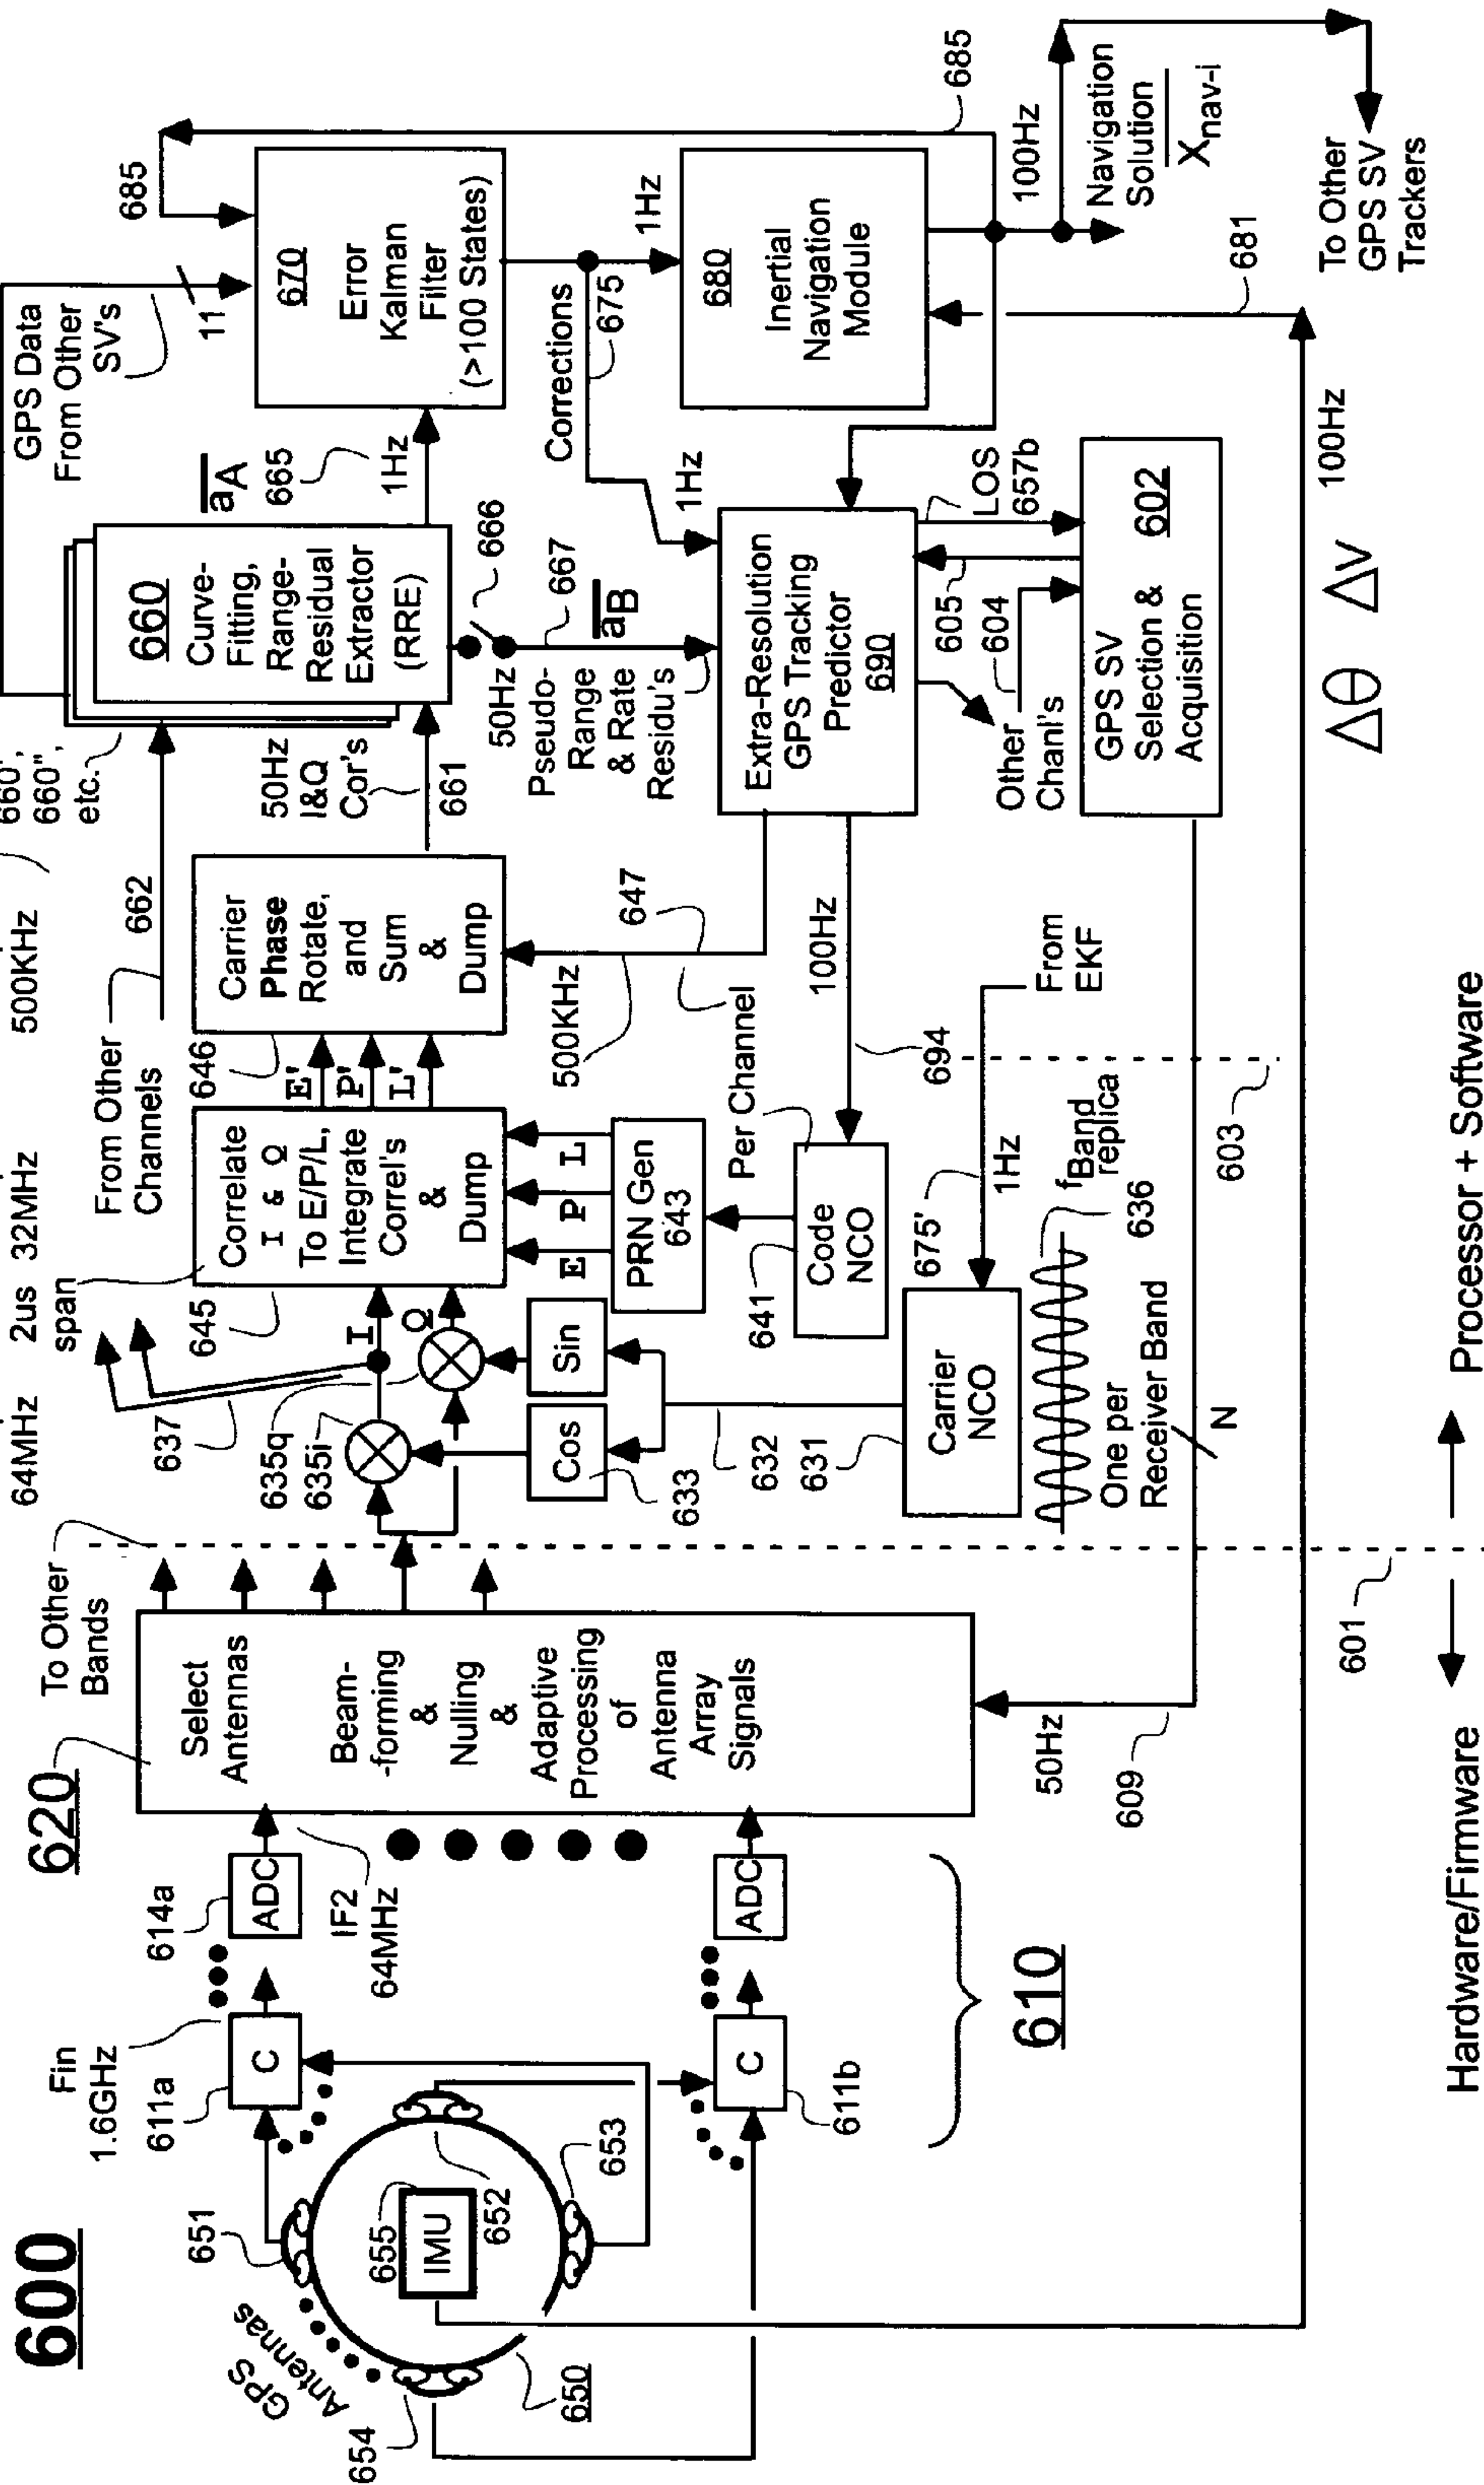 600
GPS
Antennas
651
652
653
654
655
IMU
650
Fin
1.6GHz
611a
C
611b
C
614a
ADC
ADC
IF2
64MHz
610
620
To Other
Bands
Select
Antennas
Beam-
-forming
&
Nulling
&
Adaptive
Processing
of
Antenna
Array
Signals
50Hz
609
64MHz
2us
span
32MHz
500KHz
637
635q
635i
I
Q
Cos
Sin
633
632
631
Carrier
NCO
675'
1Hz
From
EKF
fBand
replica
636
One per
Receiver Band
N
645
Correlate
I & Q
To E/P/L,
Integrate
Correl's
&
Dump
E P L
PRN Gen
643
641
Code
NCO
Per Channel
From Other
Channels
662
646
E'
P'
L'
Carrier
Phase
Rotate,
and
Sum
&
Dump
500KHz
647
100Hz
694
603
660',
660",
etc.
50Hz
I&Q
Cor's
661
660
Curve-
Fitting,
Range-
Residual
Extractor
(RRE)
GPS Data
From Other
SV's
11
aA
665
1Hz
666
667
aB
50Hz
Pseudo-
Range
& Rate
Residu's
685
670
Error
Kalman
Filter
(>100 States)
Corrections
675
1Hz
1Hz
680
Inertial
Navigation
Module
685
100Hz
Navigation
Solution
Xnav-i
To Other
GPS SV
Trackers
681
Extra-Resolution
GPS Tracking
Predictor
690
LOS
657b
605
604
Other
Chanl's
GPS SV
Selection &
Acquisition
602
100Hz
Δθ ΔV
601
Hardware/Firmware
Processor + Software